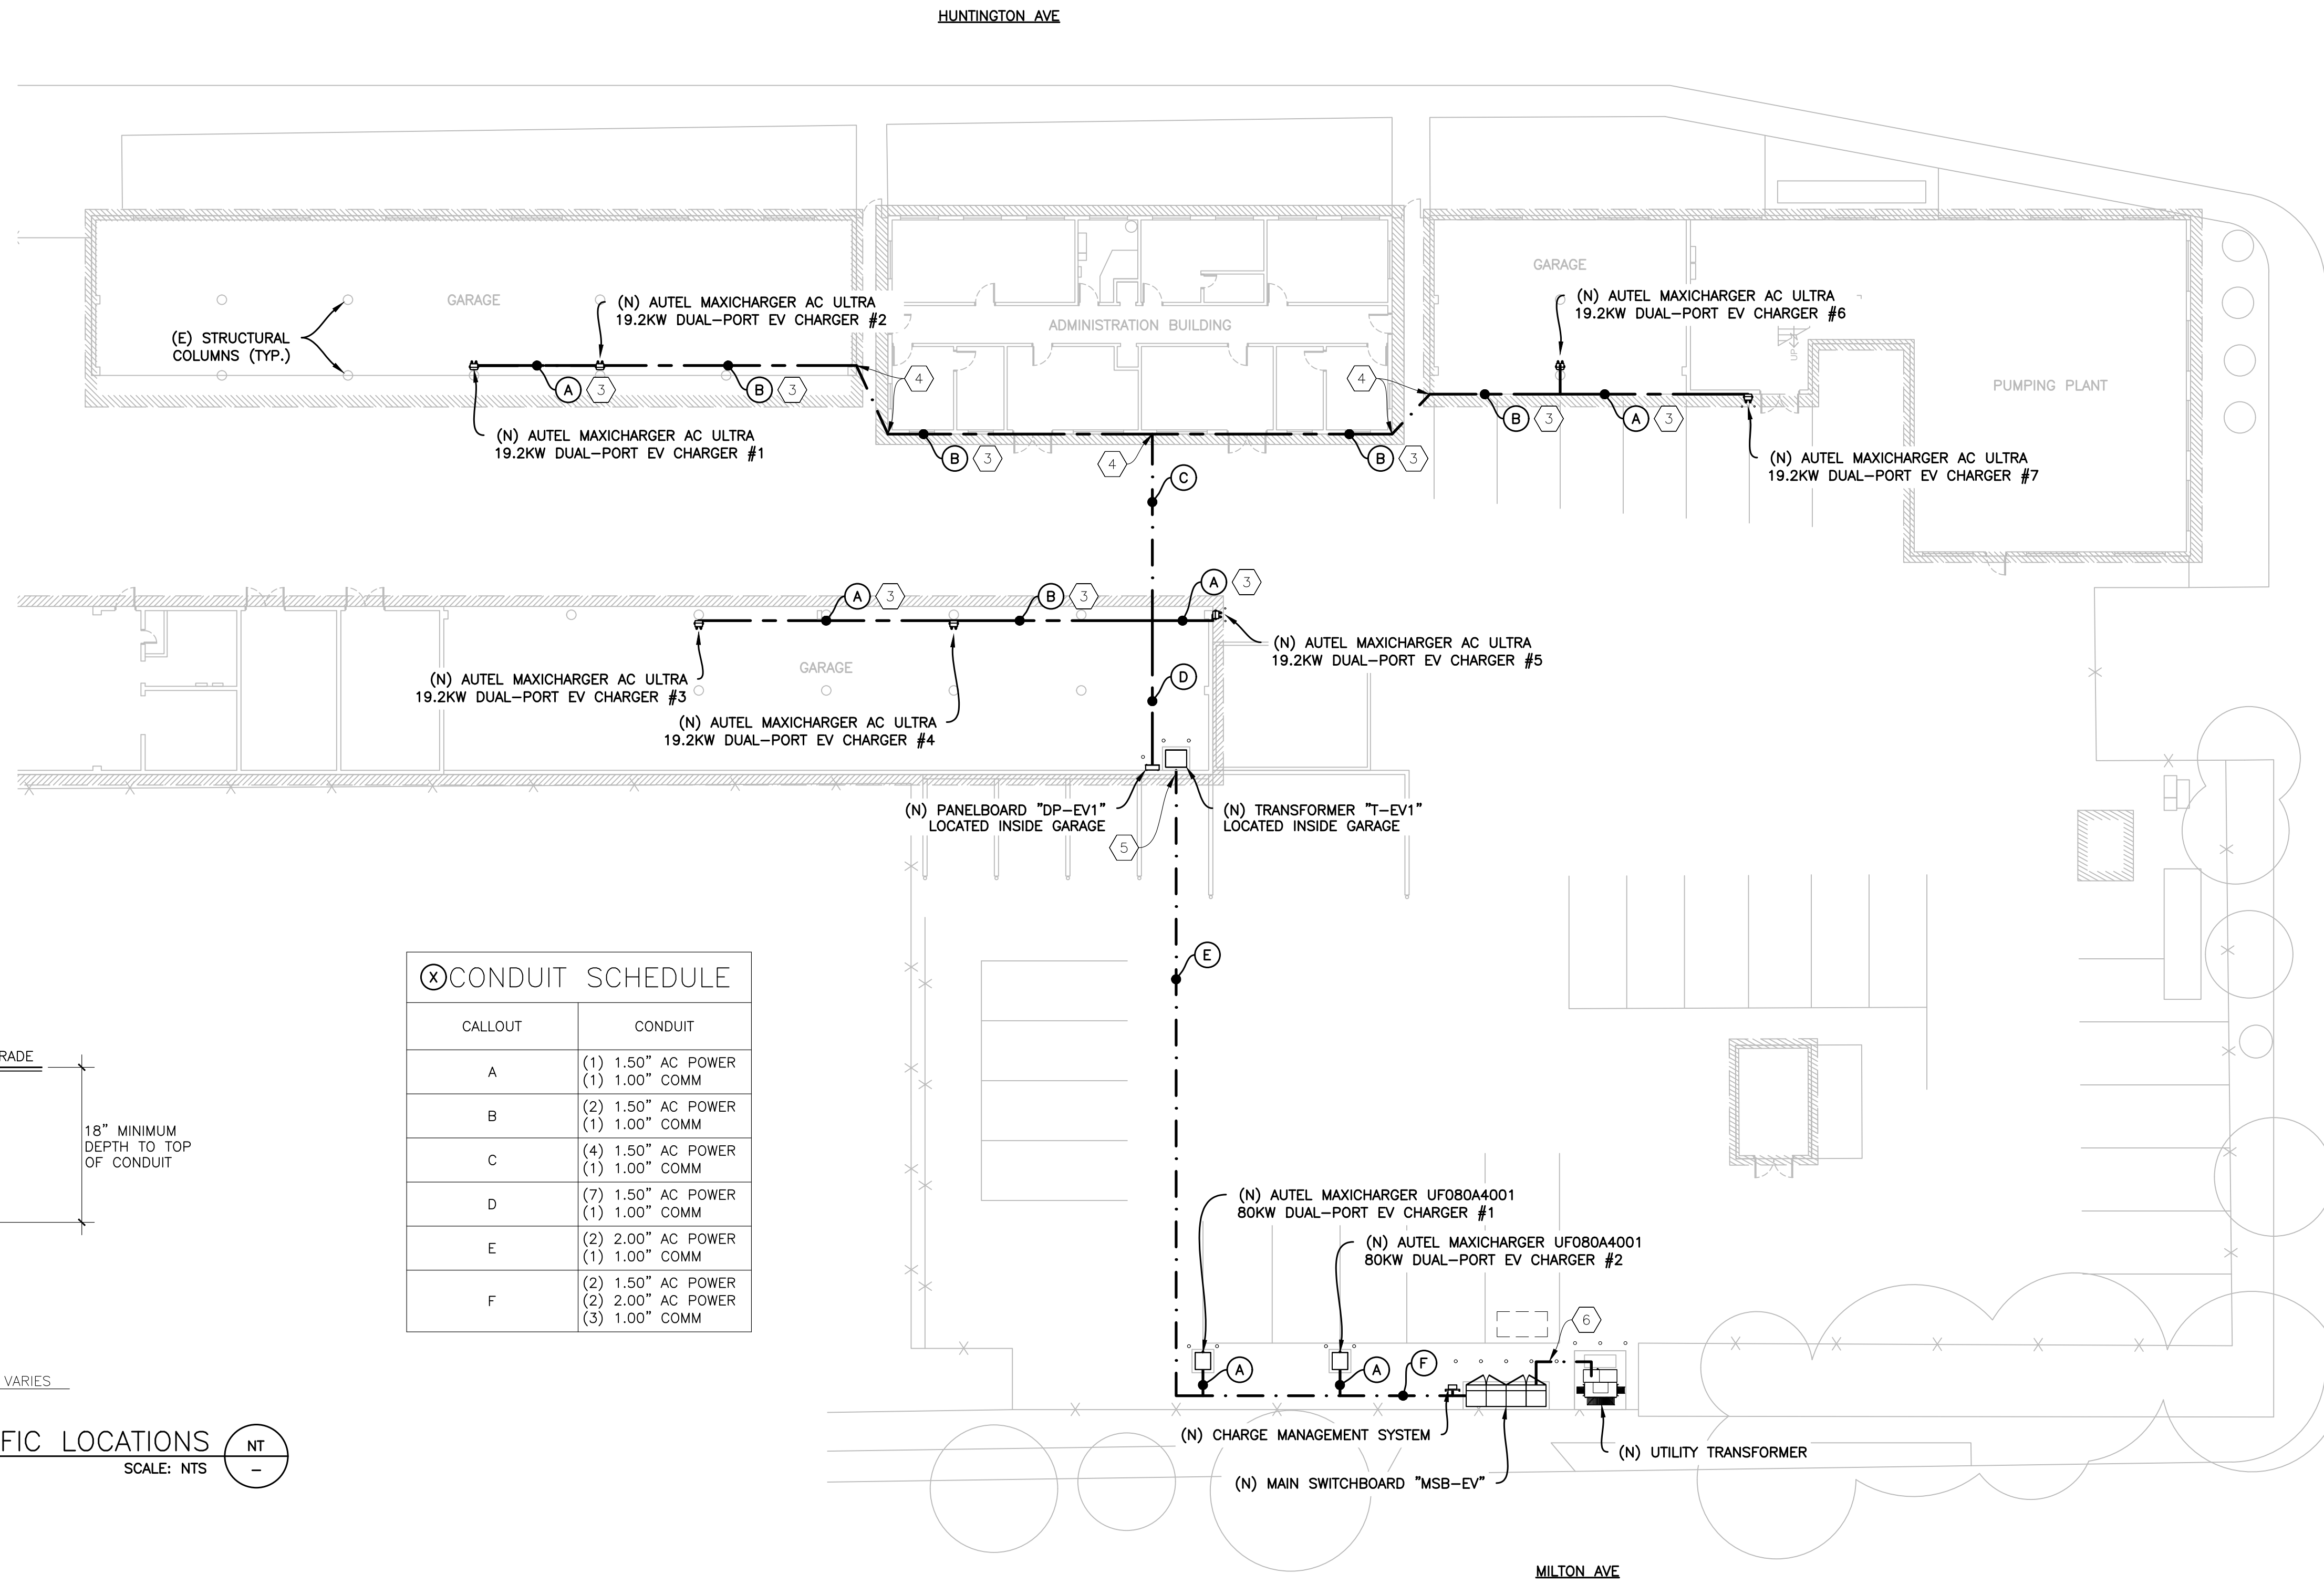 HUNTINGTON AVE
GARAGE
(E) STRUCTURAL
COLUMNS (TYP.)
(N) AUTEL MAXICHARGER AC ULTRA
19.2KW DUAL-PORT EV CHARGER #2
A
3
B
3
(N) AUTEL MAXICHARGER AC ULTRA
19.2KW DUAL-PORT EV CHARGER #1
ADMINISTRATION BUILDING
4
4
B
3
4
B
3
C
GARAGE
(N) AUTEL MAXICHARGER AC ULTRA
19.2KW DUAL-PORT EV CHARGER #6
UP
PUMPING PLANT
B
3
A
3
(N) AUTEL MAXICHARGER AC ULTRA
19.2KW DUAL-PORT EV CHARGER #7
A
3
B
3
A
3
(N) AUTEL MAXICHARGER AC ULTRA
19.2KW DUAL-PORT EV CHARGER #5
GARAGE
(N) AUTEL MAXICHARGER AC ULTRA
19.2KW DUAL-PORT EV CHARGER #3
D
(N) AUTEL MAXICHARGER AC ULTRA
19.2KW DUAL-PORT EV CHARGER #4
(N) PANELBOARD "DP-EV1"
LOCATED INSIDE GARAGE
(N) TRANSFORMER "T-EV1"
LOCATED INSIDE GARAGE
5
E
X CONDUIT SCHEDULE
CALLOUT CONDUIT
A (1) 1.50" AC POWER
(1) 1.00" COMM
B (2) 1.50" AC POWER
(1) 1.00" COMM
C (4) 1.50" AC POWER
(1) 1.00" COMM
D (7) 1.50" AC POWER
(1) 1.00" COMM
E (2) 2.00" AC POWER
(1) 1.00" COMM
F (2) 1.50" AC POWER
(2) 2.00" AC POWER
(3) 1.00" COMM
RADE
18" MINIMUM
DEPTH TO TOP
OF CONDUIT
VARIES
FIC LOCATIONS
SCALE: NTS
NT
–
(N) AUTEL MAXICHARGER UF080A4001
80KW DUAL-PORT EV CHARGER #1
(N) AUTEL MAXICHARGER UF080A4001
80KW DUAL-PORT EV CHARGER #2
6
A
A
F
(N) CHARGE MANAGEMENT SYSTEM
(N) UTILITY TRANSFORMER
(N) MAIN SWITCHBOARD "MSB-EV"
MILTON AVE